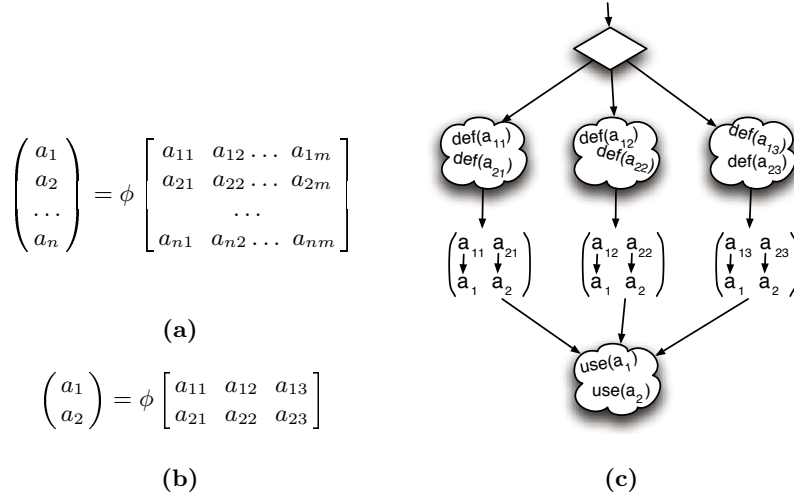 a₁
a₂
...
aₙ
= ϕ
a₁₁ a₁₂ ... a₁ₘ
a₂₁ a₂₂ ... a₂ₘ
...
aₙ₁ aₙ₂ ... aₙₘ
(a)
a₁
a₂
= ϕ
a₁₁ a₁₂ a₁₃
a₂₁ a₂₂ a₂₃
(b)
def(a₁₁)
def(a₂₁)
def(a₁₂)
def(a₂₂)
def(a₁₃)
def(a₂₃)
a₁₁ a₂₁
a₁ a₂
a₁₂ a₂₂
a₁ a₂
a₁₃ a₂₃
a₁ a₂
use(a₁)
use(a₂)
(c)